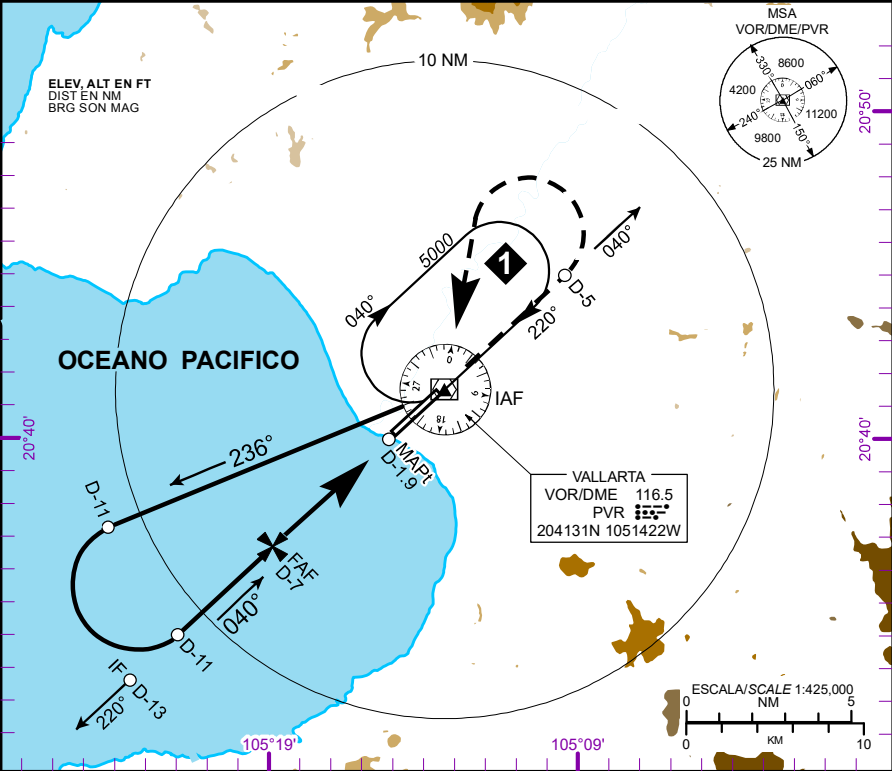 MSA
VOR/DME/PVR
8600
330°
060°
4200
11200
240°
150°
9800
25 NM
10 NM
ELEV, ALT EN FT
DIST EN NM
BRG SON MAG
20°50'
5000
1
040°
040°
D-5
220°
OCEANO PACIFICO
0
27
9
18
IAF
20°40'
20°40'
MAPt
D-1.9
236°
VALLARTA
VOR/DME 116.5
PVR
204131N 1051422W
D-11
FAF
D-7
040°
D-11
IF
D-13
220°
ESCALA/SCALE 1:425,000
0 NM 5
0 KM 10
105°19'
105°09'